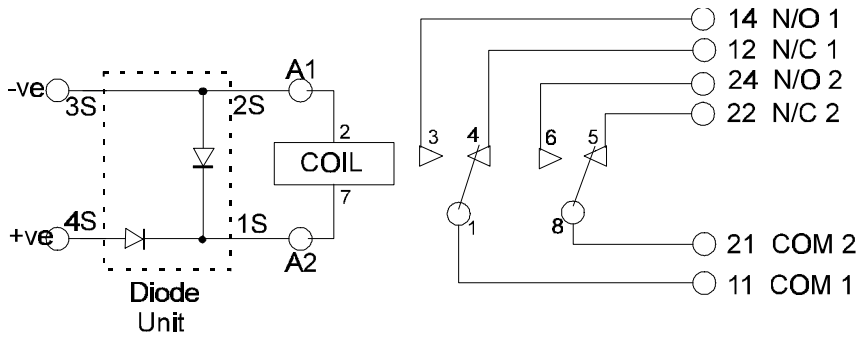 14 N/O 1
12 N/C 1
24 N/O 2
22 N/C 2
-ve
3S
2S
A1
2
COIL
7
3
4
6
5
+ve
4S
1S
A2
1
8
21 COM 2
11 COM 1
Diode
Unit